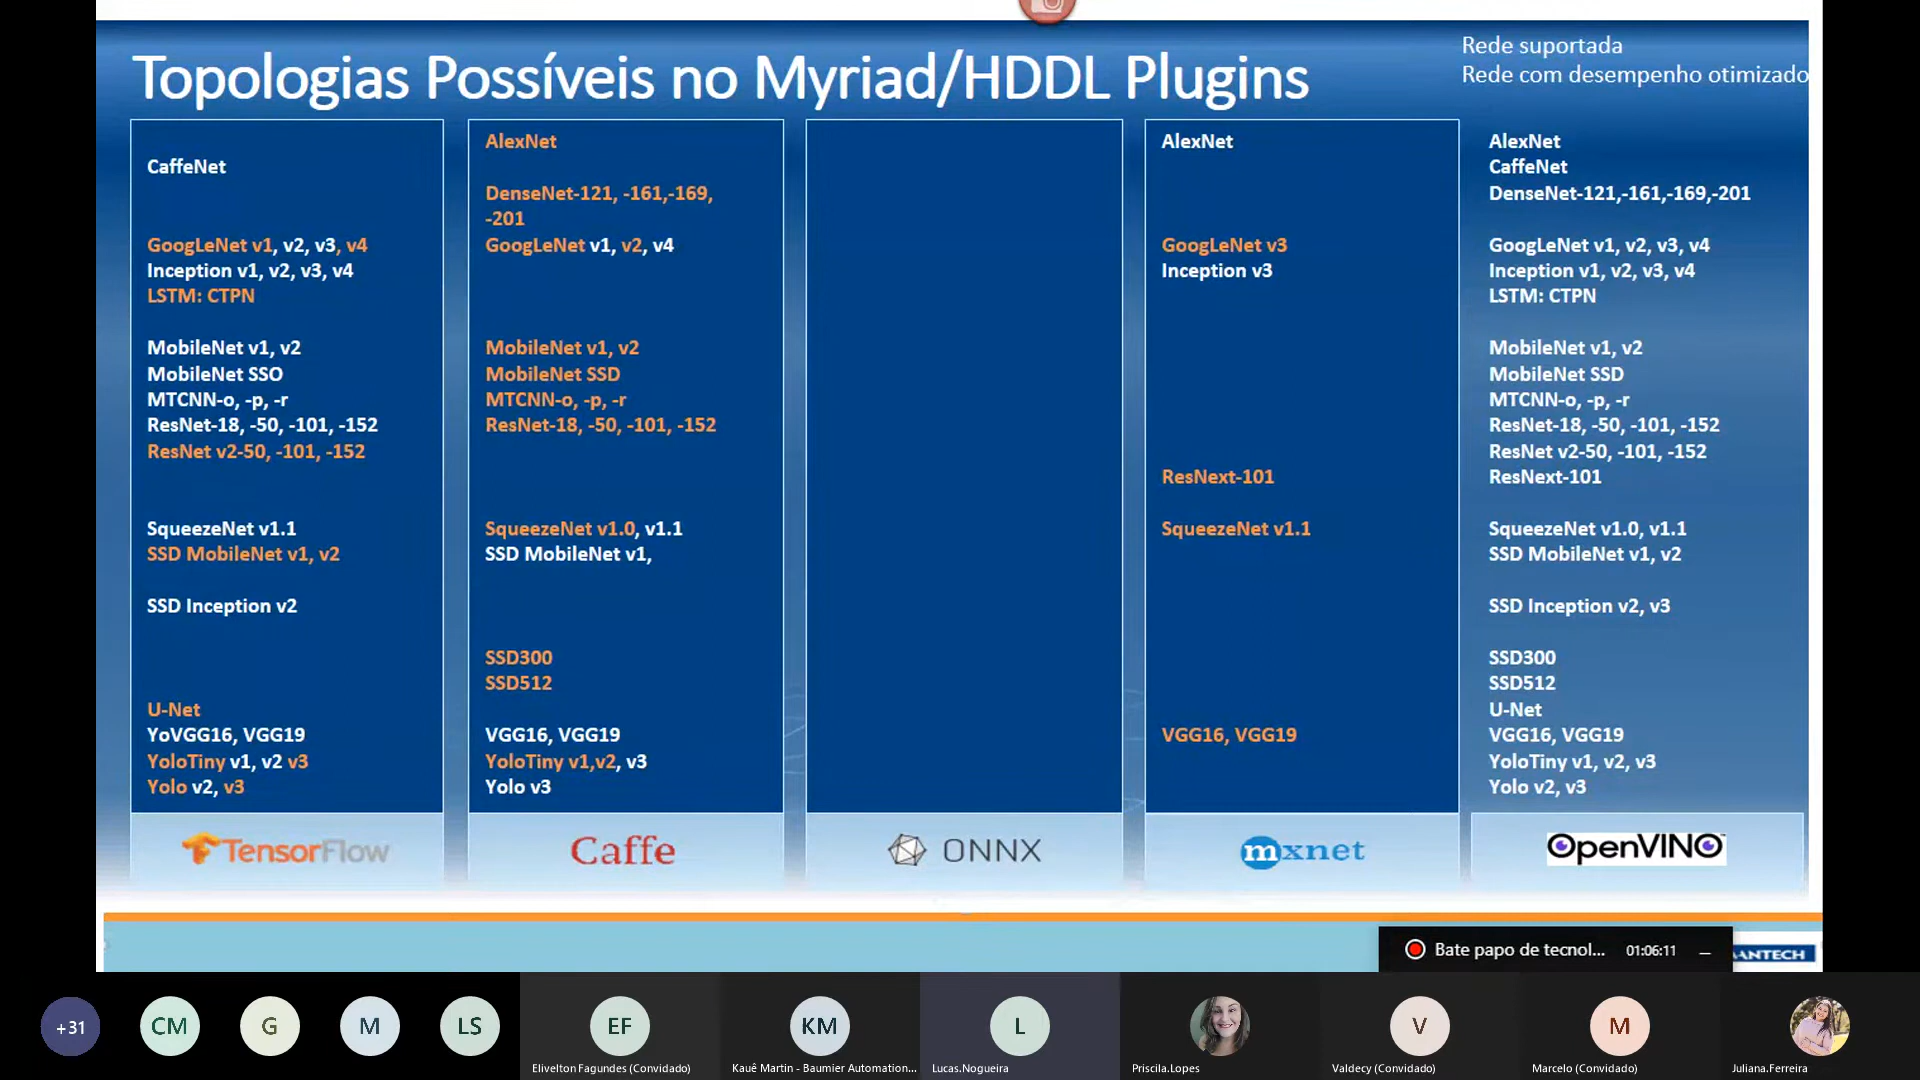 Topologias Possíveis no Myriad/HDDL Plugins
Rede suportada
Rede com desempenho otimizado
CaffeNet
GoogLeNet v1, v2, v3, v4
Inception v1, v2, v3, v4
LSTM: CTPN
MobileNet v1, v2
MobileNet SSO
MTCNN-o, -p, -r
ResNet-18, -50, -101, -152
ResNet v2-50, -101, -152
SqueezeNet v1.1
SSD MobileNet v1, v2
SSD Inception v2
U-Net
YoVGG16, VGG19
YoloTiny v1, v2 v3
Yolo v2, v3
TensorFlow
AlexNet
DenseNet-121, -161,-169,
-201
GoogLeNet v1, v2, v4
MobileNet v1, v2
MobileNet SSD
MTCNN-o, -p, -r
ResNet-18, -50, -101, -152
SqueezeNet v1.0, v1.1
SSD MobileNet v1,
SSD300
SSD512
VGG16, VGG19
YoloTiny v1,v2, v3
Yolo v3
Caffe
ONNX
AlexNet
GoogLeNet v3
Inception v3
ResNext-101
SqueezeNet v1.1
VGG16, VGG19
mxnet
AlexNet
CaffeNet
DenseNet-121,-161,-169,-201
GoogLeNet v1, v2, v3, v4
Inception v1, v2, v3, v4
LSTM: CTPN
MobileNet v1, v2
MobileNet SSD
MTCNN-o, -p, -r
ResNet-18, -50, -101, -152
ResNet v2-50, -101, -152
ResNext-101
SqueezeNet v1.0, v1.1
SSD MobileNet v1, v2
SSD Inception v2, v3
SSD300
SSD512
U-Net
VGG16, VGG19
YoloTiny v1, v2, v3
Yolo v2, v3
OpenVINO
Bate papo de tecnol... 01:06:11
ANTECH
+31
CM
G
M
LS
EF
KM
L
V
M
Elivelton Fagundes (Convidado)
Kauê Martin - Baumier Automation...
Lucas.Nogueira
Priscila.Lopes
Valdecy (Convidado)
Marcelo (Convidado)
Juliana.Ferreira